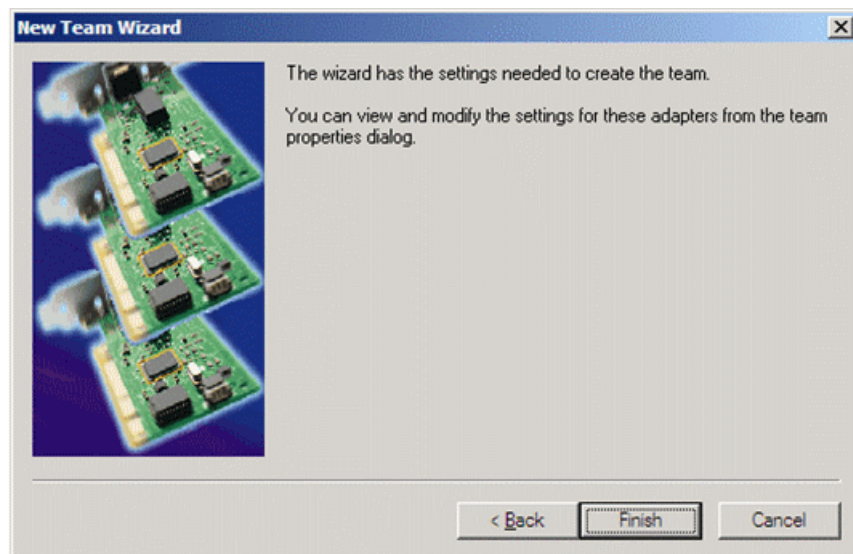 New Team Wizard
The wizard has the settings needed to create the team.
You can view and modify the settings for these adapters from the team
properties dialog.
< Back
Finish
Cancel